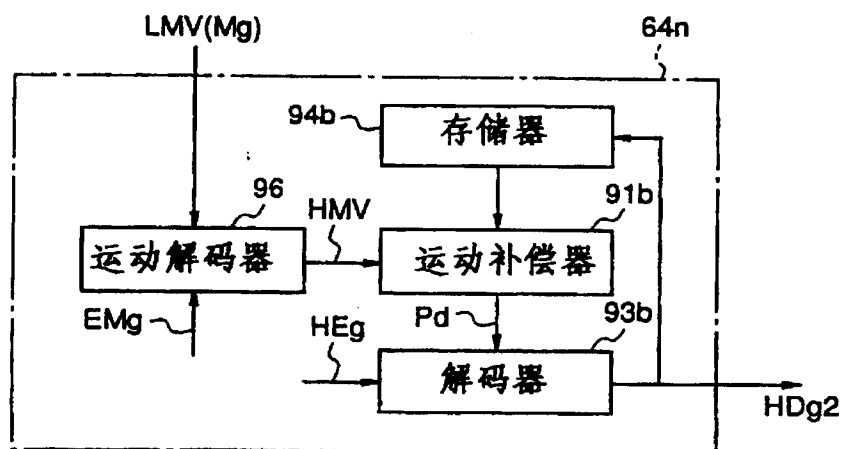 LMV(Mg)
64n
94b
存储器
96
HMV
91b
运动解码器
运动补偿器
EMg
Pd
93b
HEg
解码器
HDg2